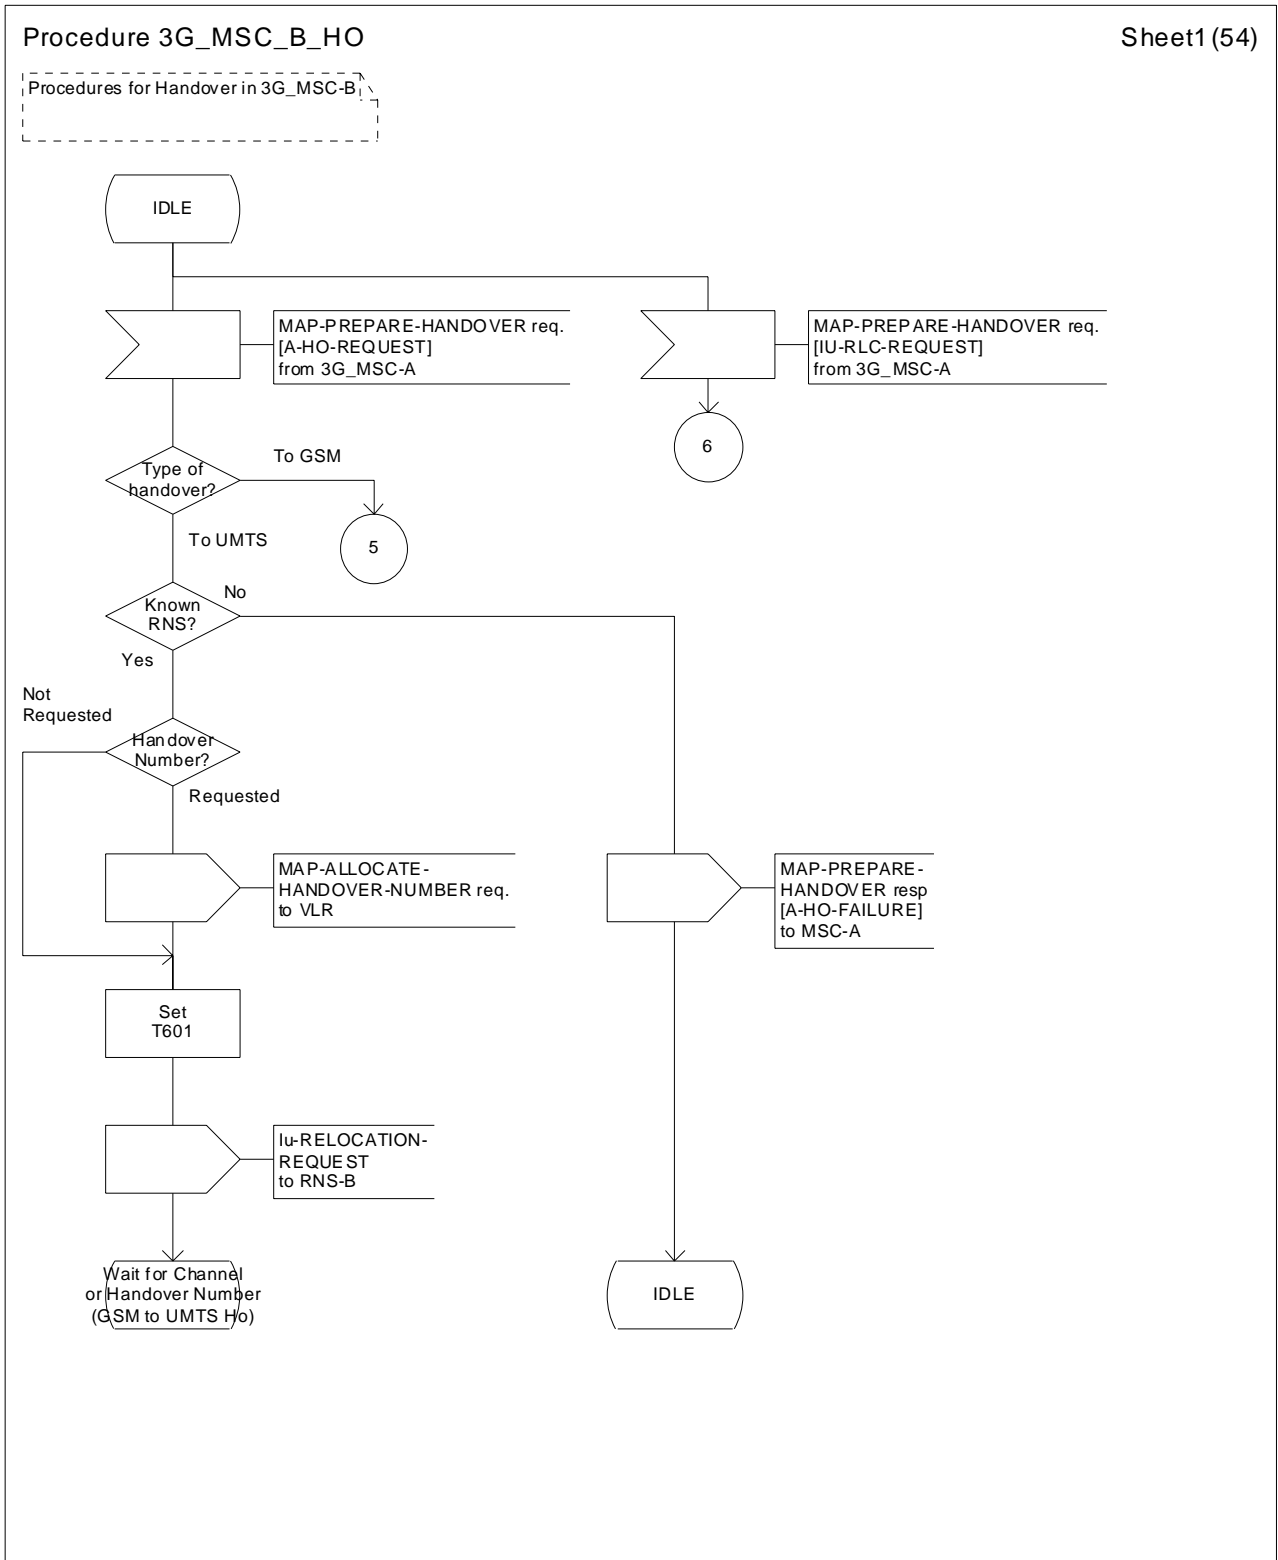 Procedure 3G_MSC_B_HO
Sheet1 (54)
Procedures for Handover in 3G_MSC-B
IDLE
MAP-PREPARE-HANDOVER req.
[A-HO-REQUEST]
from 3G_MSC-A
MAP-PREPARE-HANDOVER req.
[IU-RLC-REQUEST]
from 3G_MSC-A
6
Type of
handover?
To GSM
5
To UMTS
Known
RNS?
No
Yes
Not
Requested
Handover
Number?
Requested
MAP-ALLOCATE-
HANDOVER-NUMBER req.
to VLR
MAP-PREPARE-
HANDOVER resp
[A-HO-FAILURE]
to MSC-A
Set
T601
Iu-RELOCATION-
REQUEST
to RNS-B
Wait for Channel
or Handover Number
(GSM to UMTS Ho)
IDLE